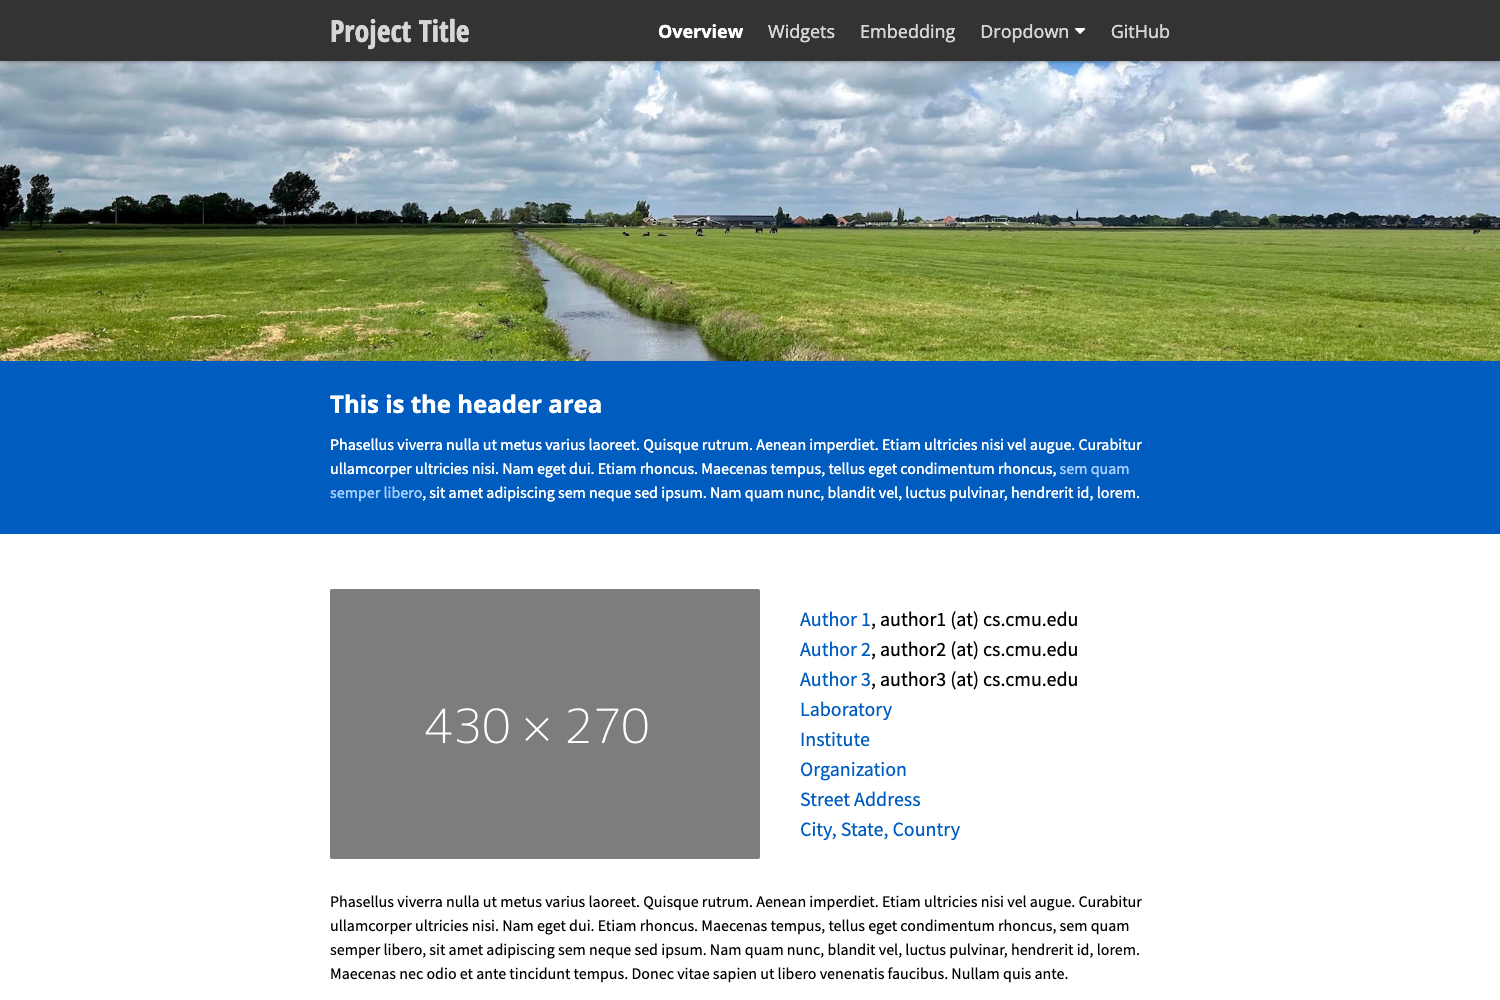 Project Title
Overview Widgets Embedding Dropdown GitHub
This is the header area
Phasellus viverra nulla ut metus varius laoreet. Quisque rutrum. Aenean imperdiet. Etiam ultricies nisi vel augue. Curabitur
ullamcorper ultricies nisi. Nam eget dui. Etiam rhoncus. Maecenas tempus, tellus eget condimentum rhoncus, sem quam
semper libero, sit amet adipiscing sem neque sed ipsum. Nam quam nunc, blandit vel, luctus pulvinar, hendrerit id, lorem.
430 × 270
Author 1, author1 (at) cs.cmu.edu
Author 2, author2 (at) cs.cmu.edu
Author 3, author3 (at) cs.cmu.edu
Laboratory
Institute
Organization
Street Address
City, State, Country
Phasellus viverra nulla ut metus varius laoreet. Quisque rutrum. Aenean imperdiet. Etiam ultricies nisi vel augue. Curabitur
ullamcorper ultricies nisi. Nam eget dui. Etiam rhoncus. Maecenas tempus, tellus eget condimentum rhoncus, sem quam
semper libero, sit amet adipiscing sem neque sed ipsum. Nam quam nunc, blandit vel, luctus pulvinar, hendrerit id, lorem.
Maecenas nec odio et ante tincidunt tempus. Donec vitae sapien ut libero venenatis faucibus. Nullam quis ante.